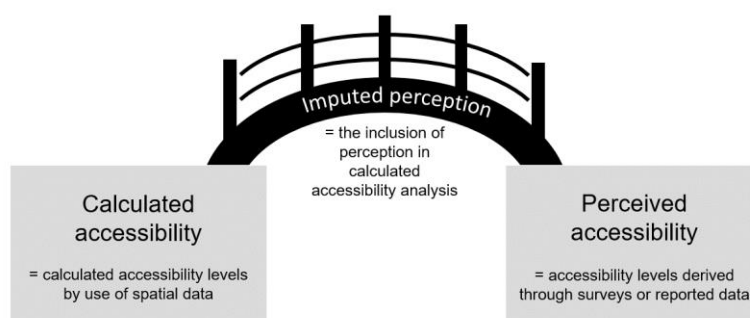 Imputed perception
= the inclusion of
perception in
calculated
accessibility analysis
Calculated
accessibility
= calculated accessibility levels
by use of spatial data
Perceived
accessibility
= accessibility levels derived
through surveys or reported data